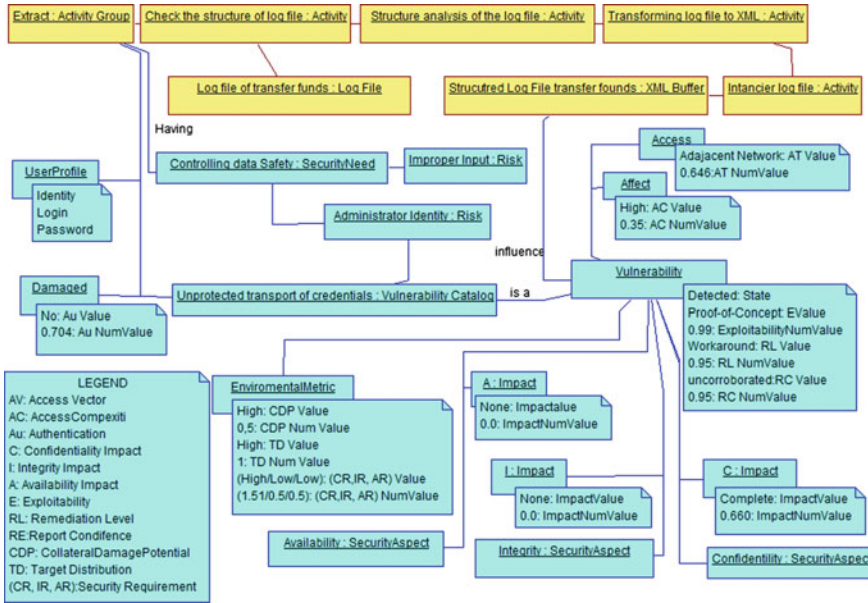 Extract : Activity Group
Check the structure of log file : Activity
Structure analysis of the log file : Activity
Transforming log file to XML : Activity
Log file of transfer funds : Log File
Strucutred Log File transfer founds : XML Buffer
Intancier log file : Activity
Having
Controlling data Safety : SecurityNeed
Improper Input : Risk
Access
Adajacent Network: AT Value
0.646:AT NumValue
UserProfile
Identity
Login
Password
Affect
High: AC Value
0.35: AC NumValue
Administrator Identity : Risk
influence
Vulnerability
Damaged
No: Au Value
0.704: Au NumValue
Unprotected transport of credentials : Vulnerability Catalog
is a
Detected: State
Proof-of-Concept: EValue
0.99: ExploitabilityNumValue
Workaround: RL Value
0.95: RL NumValue
uncorroborated:RC Value
0.95: RC NumValue
LEGEND
AV: Access Vector
AC: AccessCompexiti
Au: Authentication
C: Confidentiality Impact
I: Integrity Impact
A: Availability Impact
E: Exploitability
RL: Remediation Level
RE:Report Condifence
CDP: CollateralDamagePotential
TD: Target Distribution
(CR, IR, AR):Security Requirement
EnviromentalMetric
High: CDP Value
0,5: CDP Num Value
High: TD Value
1: TD Num Value
(High/Low/Low): (CR,IR, AR) Value
(1.51/0.5/0.5): (CR,IR, AR) NumValue
A : Impact
None: Impactalue
0.0: ImpactNumValue
I : Impact
None: ImpactValue
0.0: ImpactNumValue
C : Impact
Complete: ImpactValue
0.660: ImpactNumValue
Availability : SecurityAspect
Integrity : SecurityAspect
Confidentility : SecurityAspect